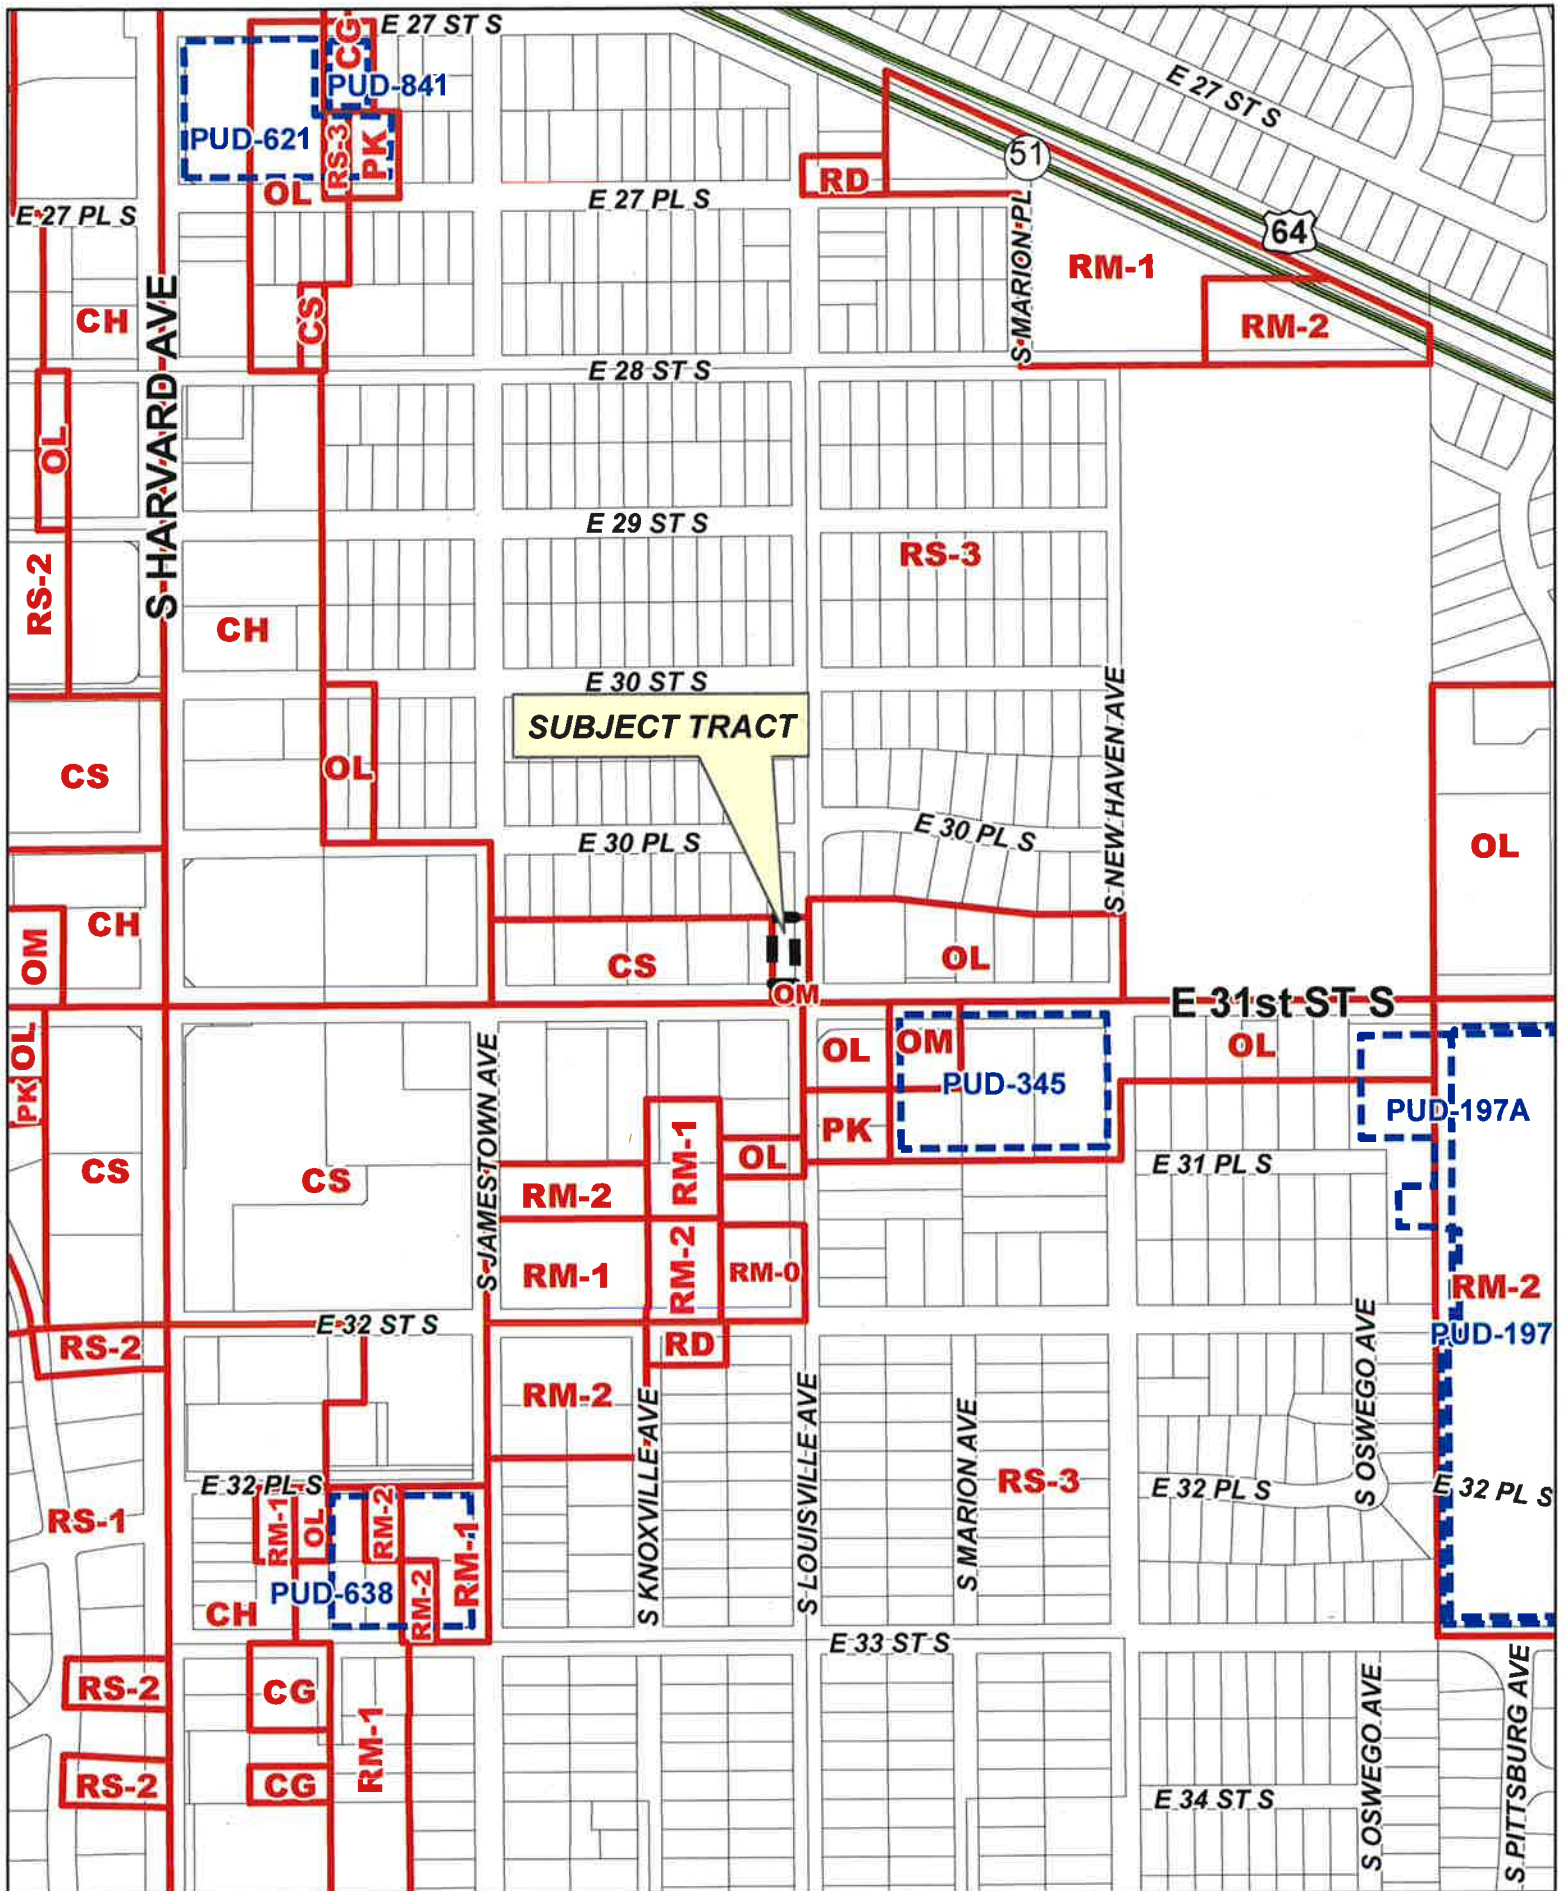 E 27 ST S
CG
PUD-841
E 27 ST S
PUD-621
RS-3
PK
51
RD
OL
E 27 PL S
E 27 PL S
64
S MARION PL
RM-1
CH
CS
RM-2
S HARVARD AVE
E 28 ST S
OL
E 29 ST S
RS-3
RS-2
CH
E 30 ST S
SUBJECT TRACT
S NEW HAVEN AVE
CS
OL
E 30 PL S
E 30 PL S
OL
CH
OM
CS
OL
OM
E 31st ST S
OL
OL
OM
OL
PK
PUD-345
PUD-197A
PK
S JAMESTOWN AVE
RM-1
OL
E 31 PL S
CS
CS
RM-2
RM-1
RM-2
RM-0
RM-2
E 32 ST S
PUD-197
RS-2
RD
RM-2
S KNOXVILLE AVE
S LOUISVILLE AVE
S MARION AVE
S OSWEGO AVE
E 32 PL S
RS-3
E 32 PL S
E 32 PL S
RS-1
RM-1
OL
RM-2
RM-1
PUD-638
RM-2
CH
E 33 ST S
RS-2
CG
RM-1
S OSWEGO AVE
S PITTSBURG AVE
RS-2
CG
E 34 ST S